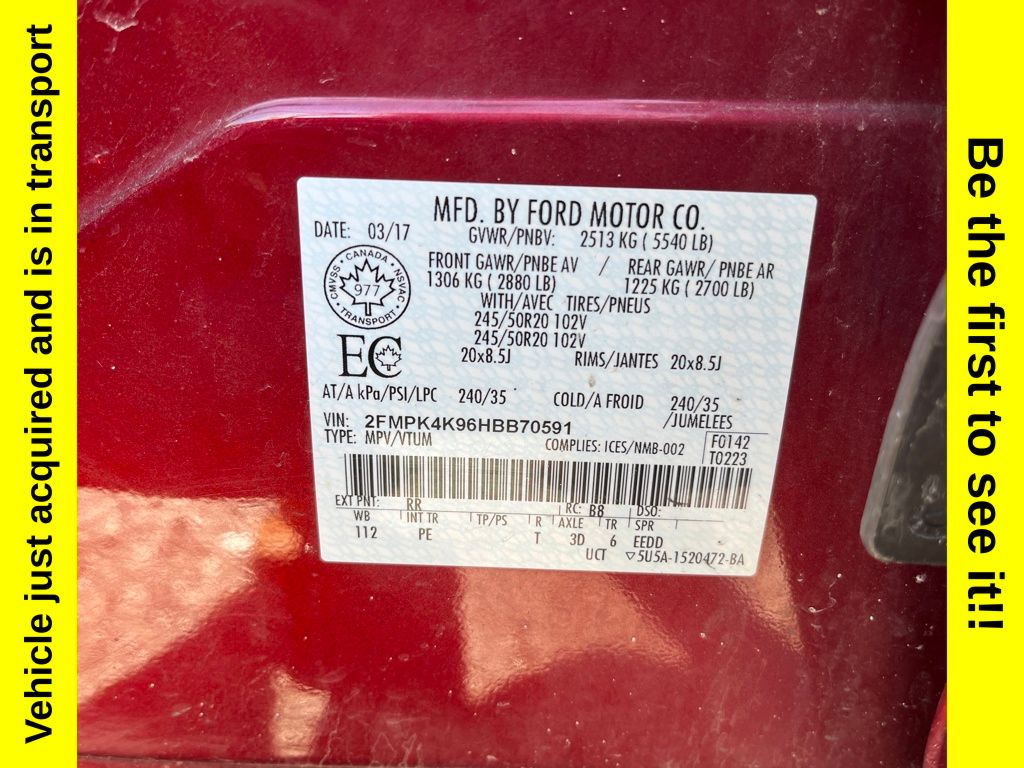 Vehicle just acquired and is in transport
MFD. BY FORD MOTOR CO.
DATE: 03/17
GVWR/PNBV: 2513 KG ( 5540 LB)
FRONT GAWR/PNBE AV / REAR GAWR/ PNBE AR
1306 KG ( 2880 LB) 1225 KG ( 2700 LB)
WITH/AVEC TIRES/PNEUS
245/50R20 102V
245/50R20 102V
20x8.5J RIMS/JANTES 20x8.5J
CMVSS • CANADA • NSVAC • TRANSPORT •
977
EC
AT/A kPa/PSI/LPC 240/35 COLD/A FROID 240/35
/JUMELEES
VIN: 2FMPK4K96HBB70591
TYPE: MPV/VTUM
COMPLIES: ICES/NMB-002
F0142
T0223
EXT PNT: RR RC: B8 DSO:
WB INT TR TP/PS R AXLE TR SPR
112 PE T 3D 6 EEDD
UCT ▽5U5A-1520472-BA
Be the first to see it!!